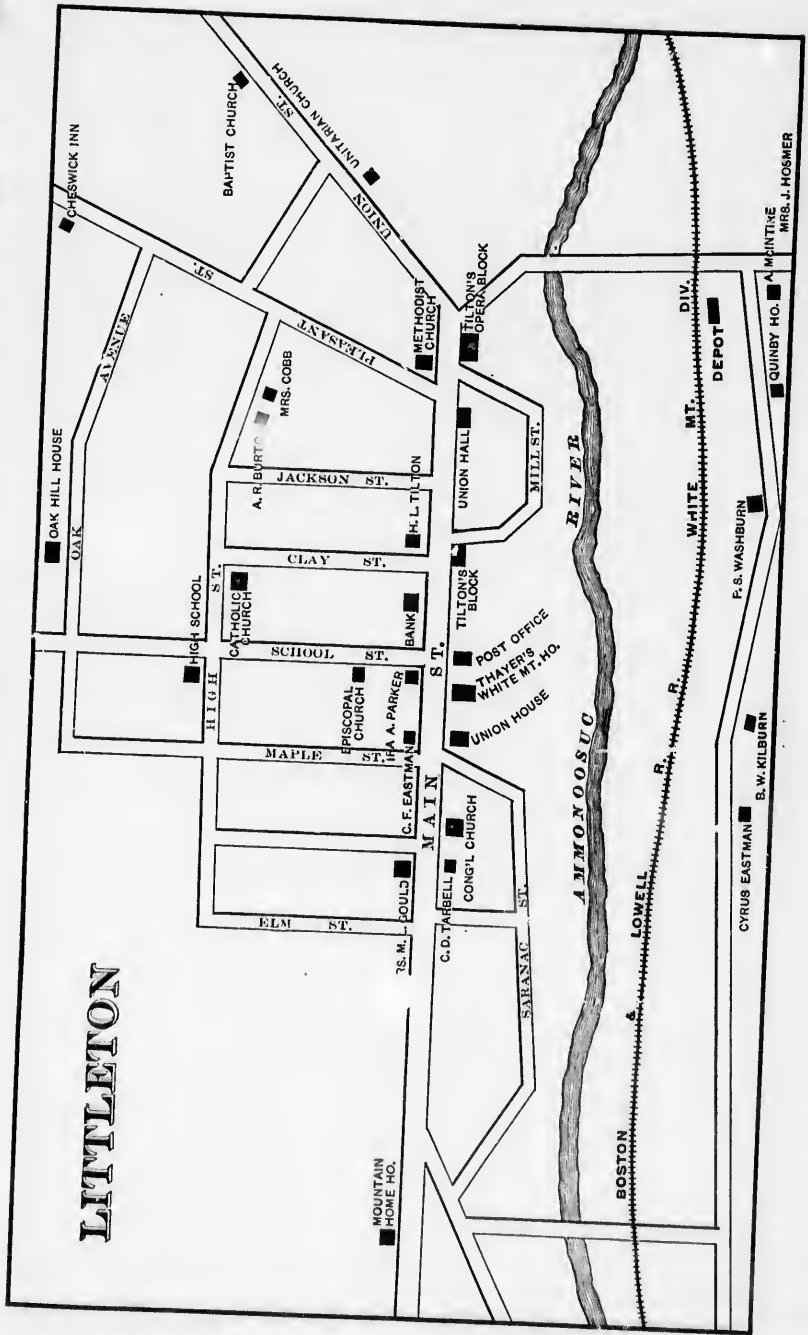 LITTLETON
CHESWICK INN
OAK HILL HOUSE
OAK
AVENUE
BAPTIST CHURCH
ST.
UNITARIAN CHURCH
UNION
ST.
PLEASANT
MRS. COBB
A. R. BURT
HIGH SCHOOL
HIGH
ST.
CATHOLIC
CHURCH
JACKSON ST.
CLAY ST.
SCHOOL ST.
MAPLE ST.
ELM ST.
METHODIST
CHURCH
H. L. TILTON
BANK
EPISCOPAL
CHURCH
IRA A. PARKER
C. F. EASTMAN
GOULD
MOUNTAIN
HOME HO.
MAIN
ST.
TILTON'S
OPERA BLOCK
UNION HALL
MILL ST.
TILTON'S
BLOCK
POST OFFICE
THAYER'S
WHITE MT. HO.
UNION HOUSE
CONG'L CHURCH
C. D. TARBELL
SARANAC
ST.
AMMONOOSUC
RIVER
BOSTON & LOWELL R. R. WHITE MT. DIV.
DEPOT
A. MCINTIRE
MRS. J. HOSMER
QUINBY HO.
F. S. WASHBURN
B. W. KILBURN
CYRUS EASTMAN